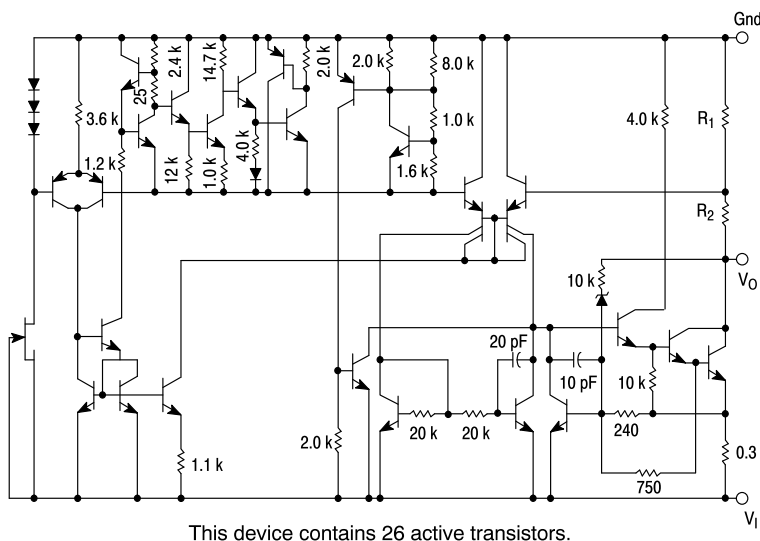 Gnd
3.6 k
1.2 k
25
2.4 k
12 k
14.7 k
1.0 k
4.0 k
2.0 k
2.0 k
8.0 k
1.0 k
1.6 k
4.0 k
R1
R2
VO
10 k
20 pF
10 pF
10 k
20 k
20 k
240
750
0.3
2.0 k
1.1 k
VI
This device contains 26 active transistors.